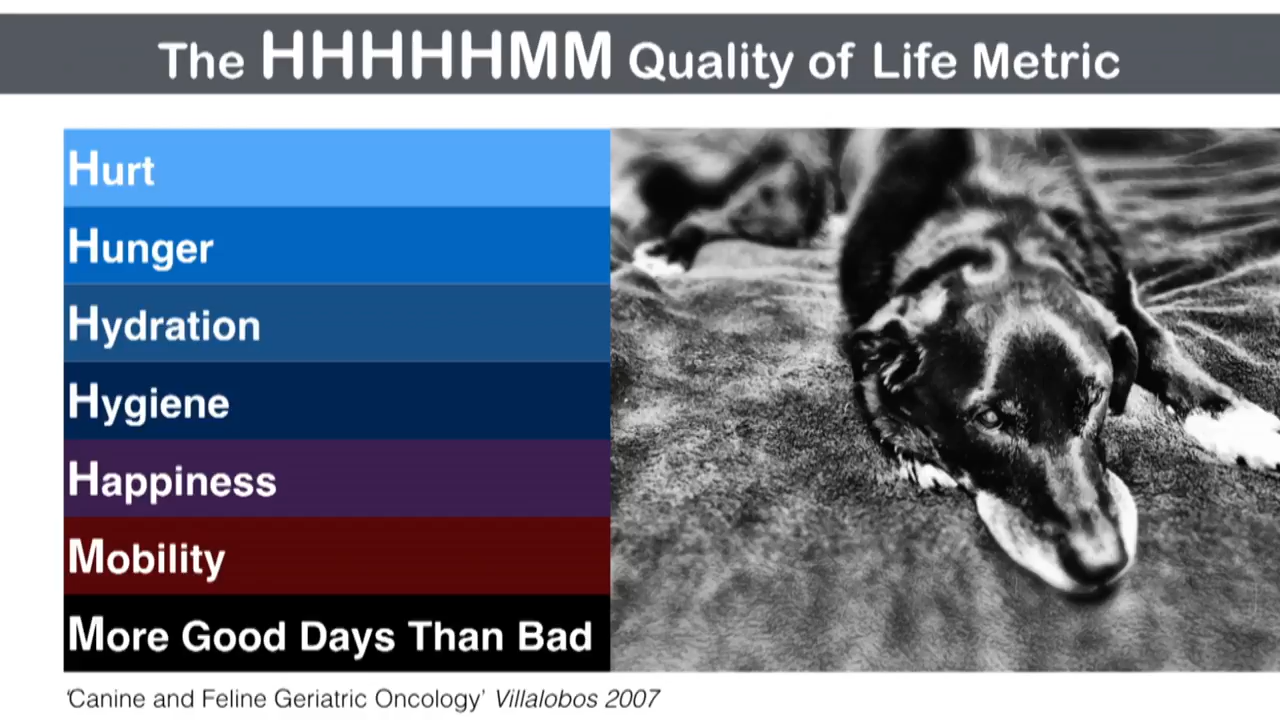 The HHHHHMM Quality of Life Metric
Hurt
Hunger
Hydration
Hygiene
Happiness
Mobility
More Good Days Than Bad
‘Canine and Feline Geriatric Oncology’ Villalobos 2007